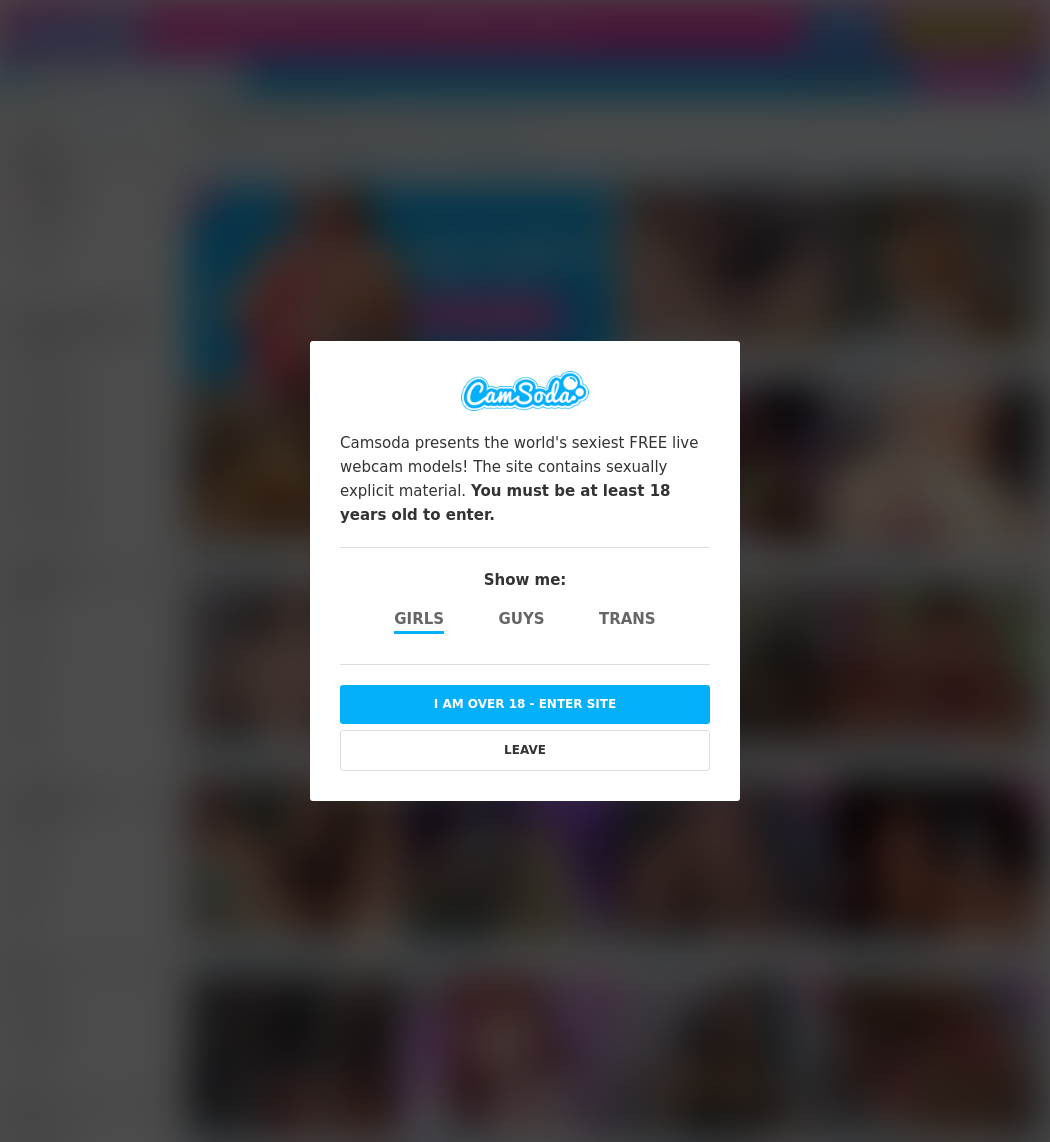 CamSoda
Camsoda presents the world's sexiest FREE live
webcam models! The site contains sexually
explicit material. You must be at least 18
years old to enter.
Show me:
GIRLS GUYS TRANS
I AM OVER 18 - ENTER SITE
LEAVE